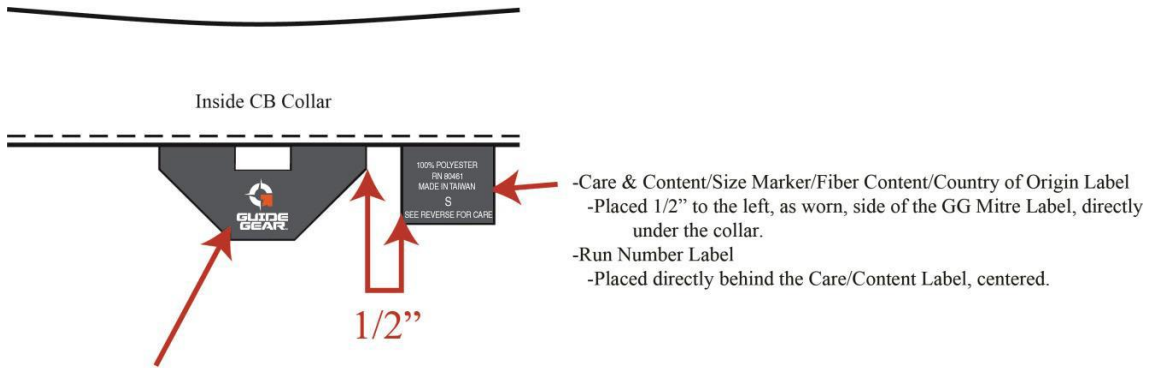 Inside CB Collar
GUIDE
GEAR
100% POLYESTER
RN 80461
MADE IN TAIWAN
S
SEE REVERSE FOR CARE
1/2”
-Care & Content/Size Marker/Fiber Content/Country of Origin Label
-Placed 1/2” to the left, as worn, side of the GG Mitre Label, directly
under the collar.
-Run Number Label
-Placed directly behind the Care/Content Label, centered.